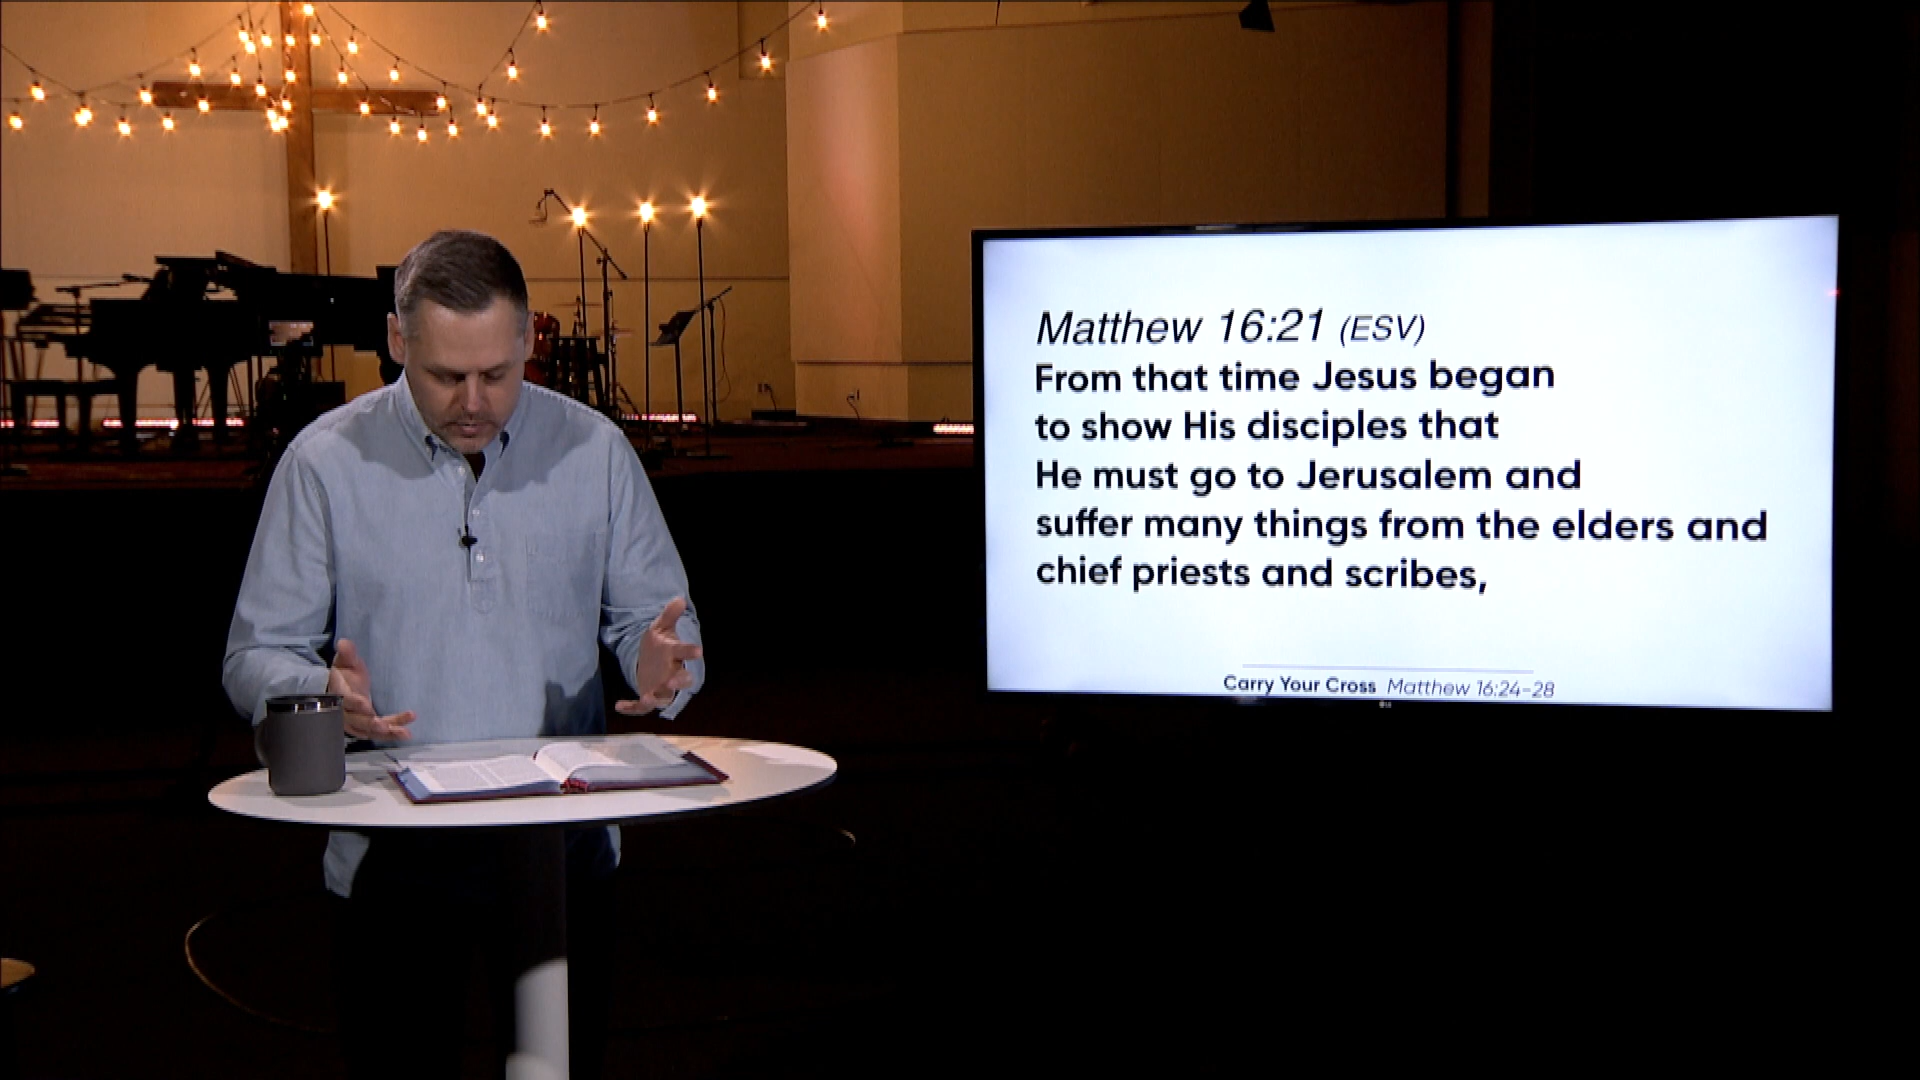 Matthew 16:21 (ESV)
From that time Jesus began
to show His disciples that
He must go to Jerusalem and
suffer many things from the elders and
chief priests and scribes,
Carry Your Cross Matthew 16:24-28